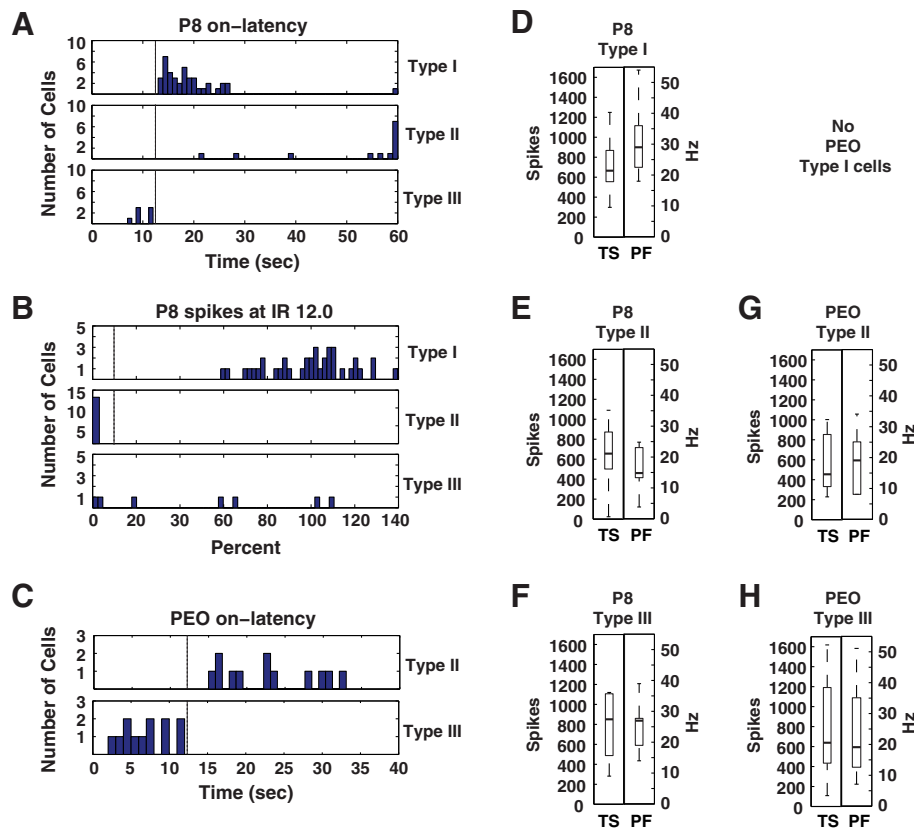 A
P8 on-latency
Number of Cells
10
6
2
Type I
10
6
2
Type II
10
6
2
Type III
0 10 20 30 40 50 60
Time (sec)
B
P8 spikes at IR 12.0
Number of Cells
5
3
1
Type I
15
10
5
Type II
5
3
1
Type III
0 20 40 60 80 100 120 140
Percent
C
PEO on-latency
Number of Cells
3
2
1
Type II
3
2
1
Type III
0 5 10 15 20 25 30 35 40
Time (sec)
D
P8
Type I
Spikes
1600
1400
1200
1000
800
600
400
200
0
50
40
30
20
10
0
Hz
TS PF
No
PEO
Type I cells
E
P8
Type II
Spikes
1600
1400
1200
1000
800
600
400
200
0
50
40
30
20
10
0
Hz
TS PF
G
PEO
Type II
Spikes
1600
1400
1200
1000
800
600
400
200
0
50
40
30
20
10
0
Hz
TS PF
F
P8
Type III
Spikes
1600
1400
1200
1000
800
600
400
200
0
50
40
30
20
10
0
Hz
TS PF
H
PEO
Type III
Spikes
1600
1400
1200
1000
800
600
400
200
0
50
40
30
20
10
0
Hz
TS PF